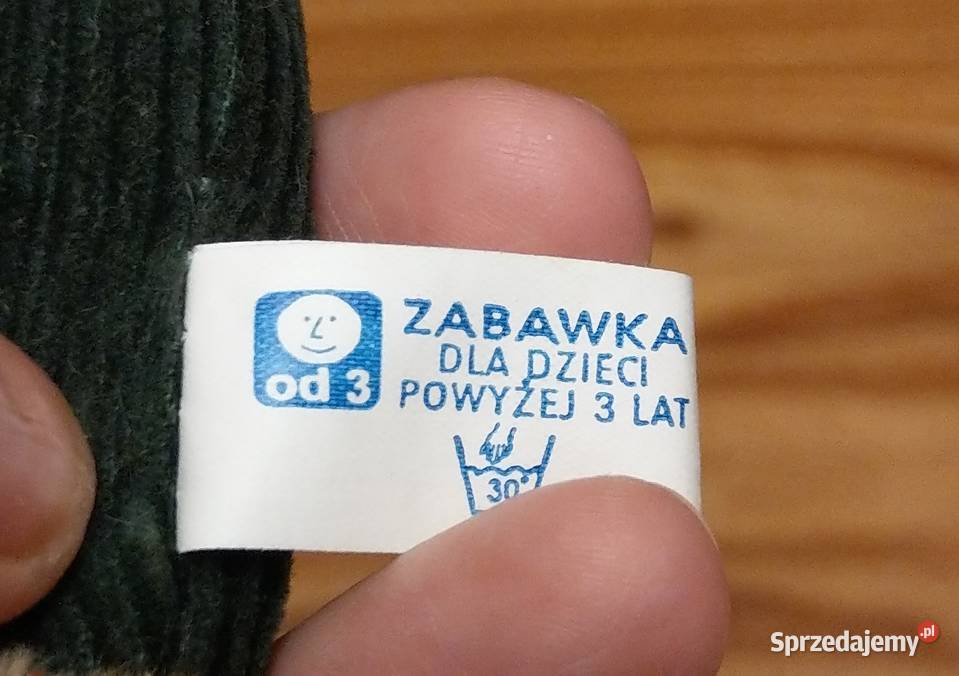 ZABAWKA
DLA DZIECI
POWYŻEJ 3 LAT
od 3
30°
Sprzedajemy.pl